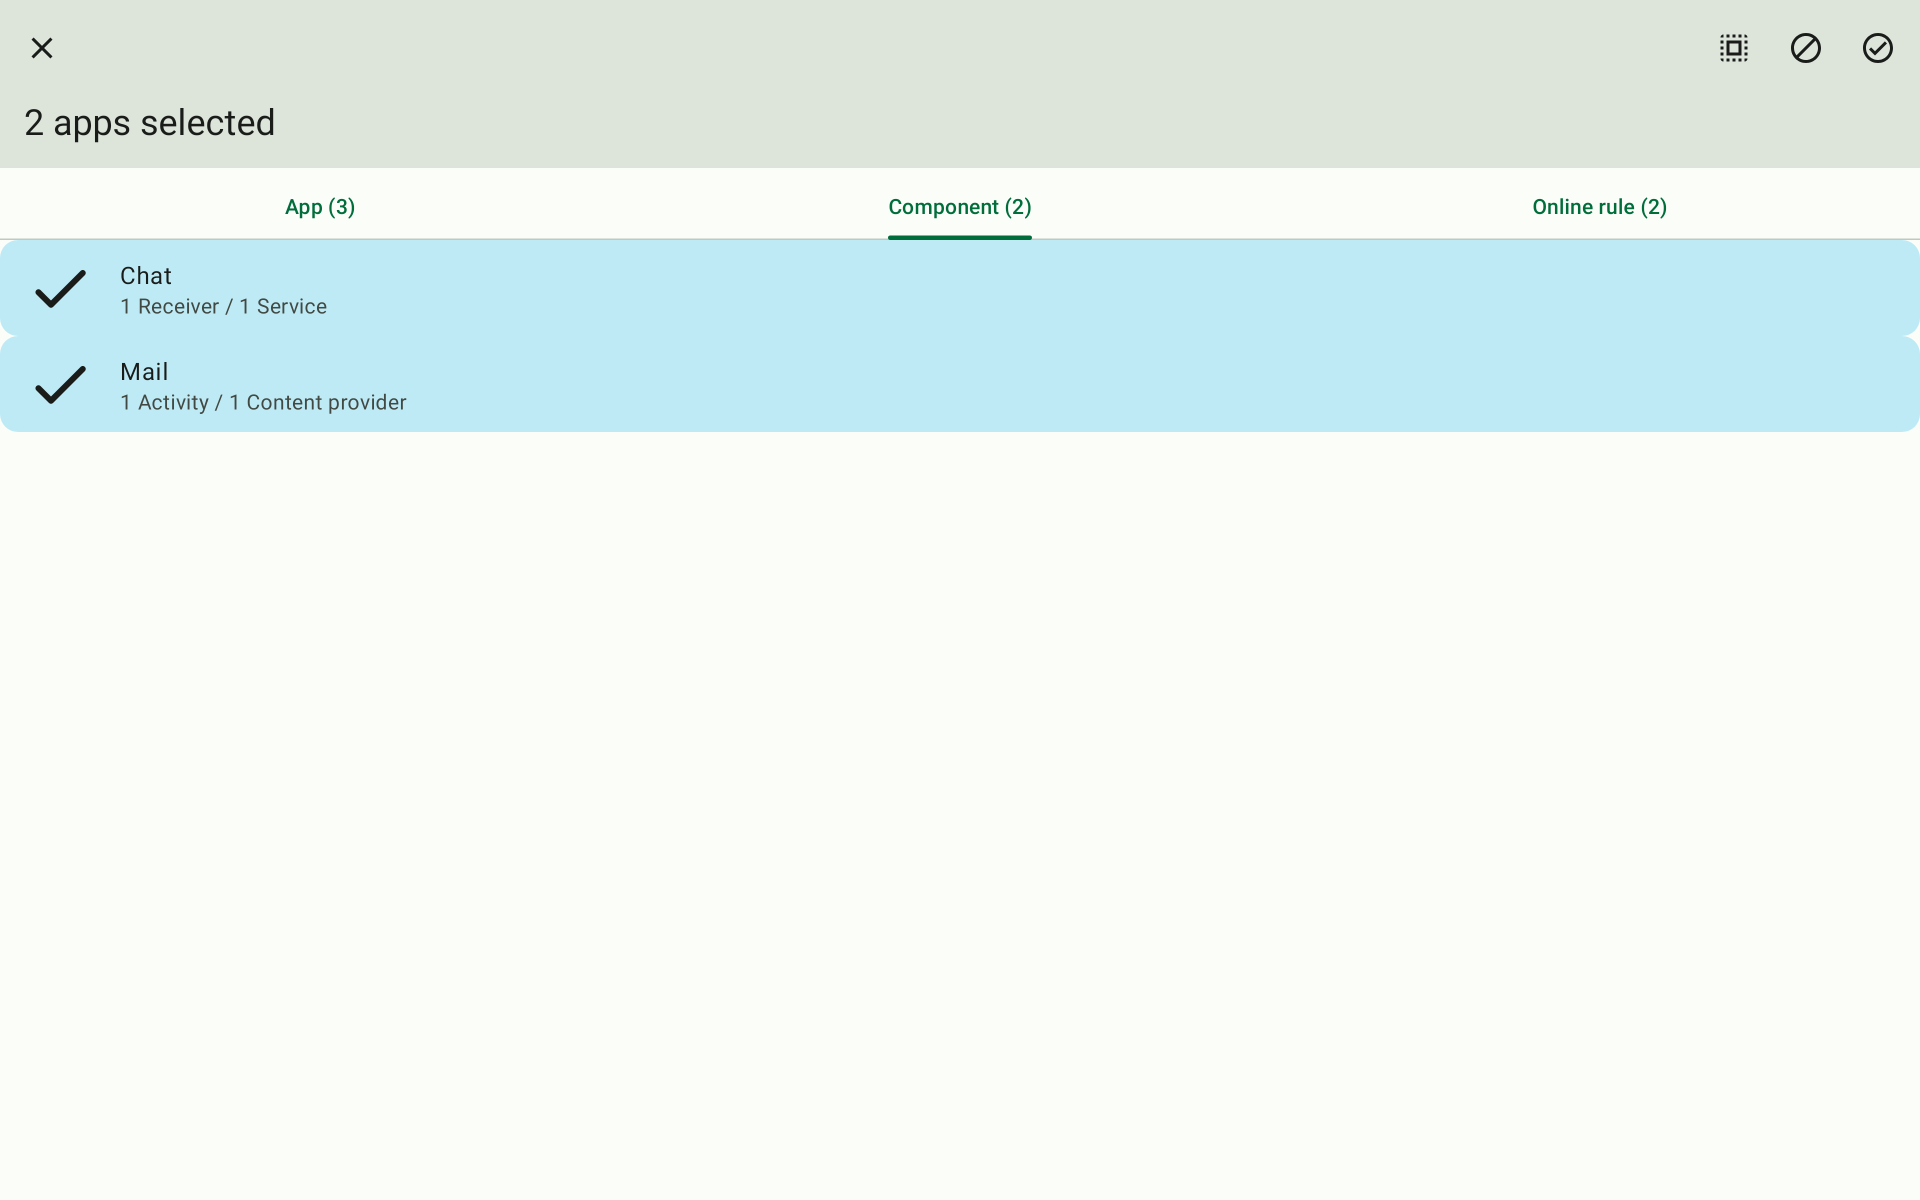 2 apps selected
App (3)
Component (2)
Online rule (2)
Chat
1 Receiver / 1 Service
Mail
1 Activity / 1 Content provider